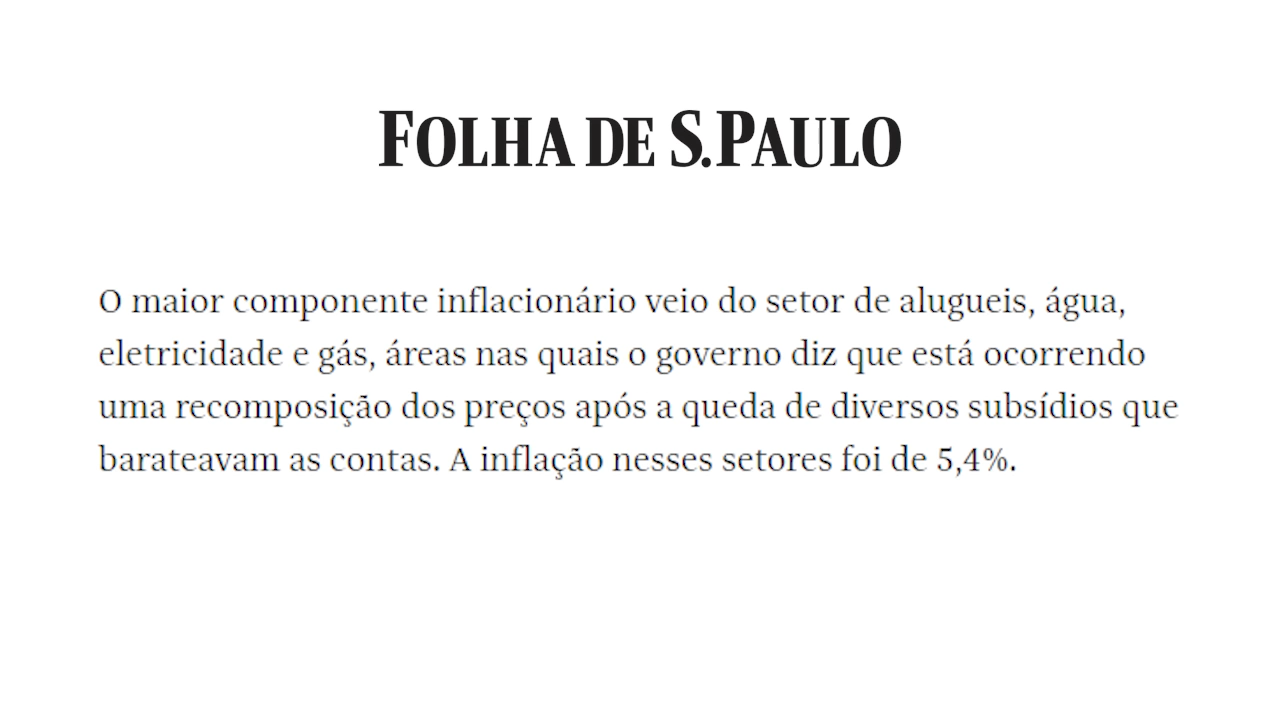 FOLHA DE S.PAULO
O maior componente inflacionário veio do setor de alugueis, água,
eletricidade e gás, áreas nas quais o governo diz que está ocorrendo
uma recomposição dos preços após a queda de diversos subsídios que
barateavam as contas. A inflação nesses setores foi de 5,4%.